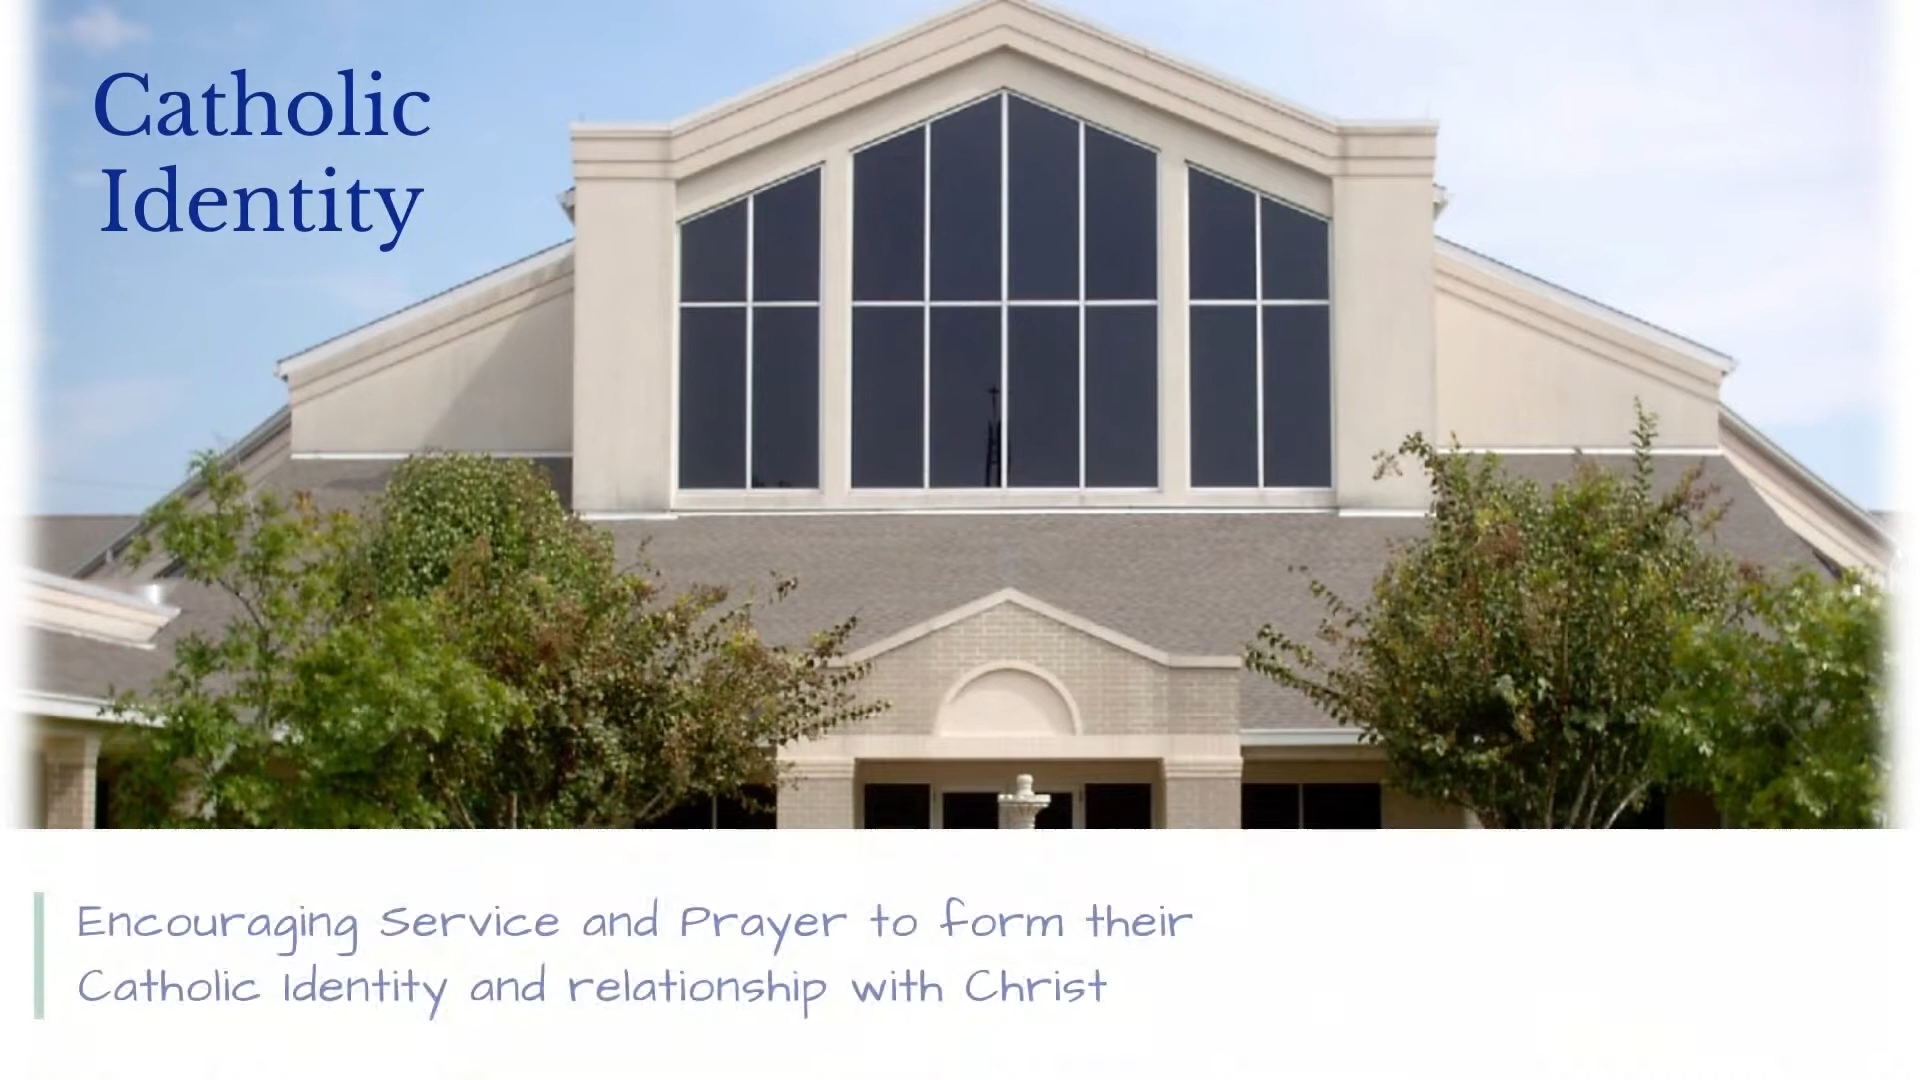 Catholic
Identity
Encouraging Service and Prayer to form their
Catholic Identity and relationship with Christ